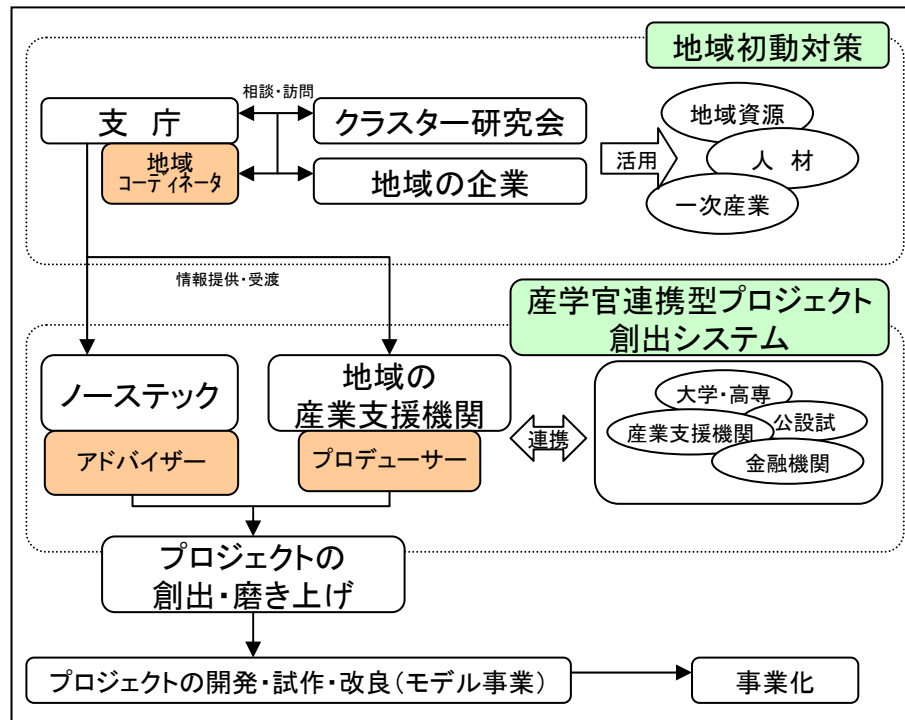 地域初動対策
相談・訪問
支 庁
クラスター研究会
地域資源
地域
コーディネータ
地域の企業
活用
人 材
一次産業
情報提供・受渡
産学官連携型プロジェクト
創出システム
ノーステック
地域の
産業支援機関
大学・高専
公設試
産業支援機関
金融機関
連携
アドバイザー
プロデューサー
プロジェクトの
創出・磨き上げ
プロジェクトの開発・試作・改良(モデル事業)
事業化